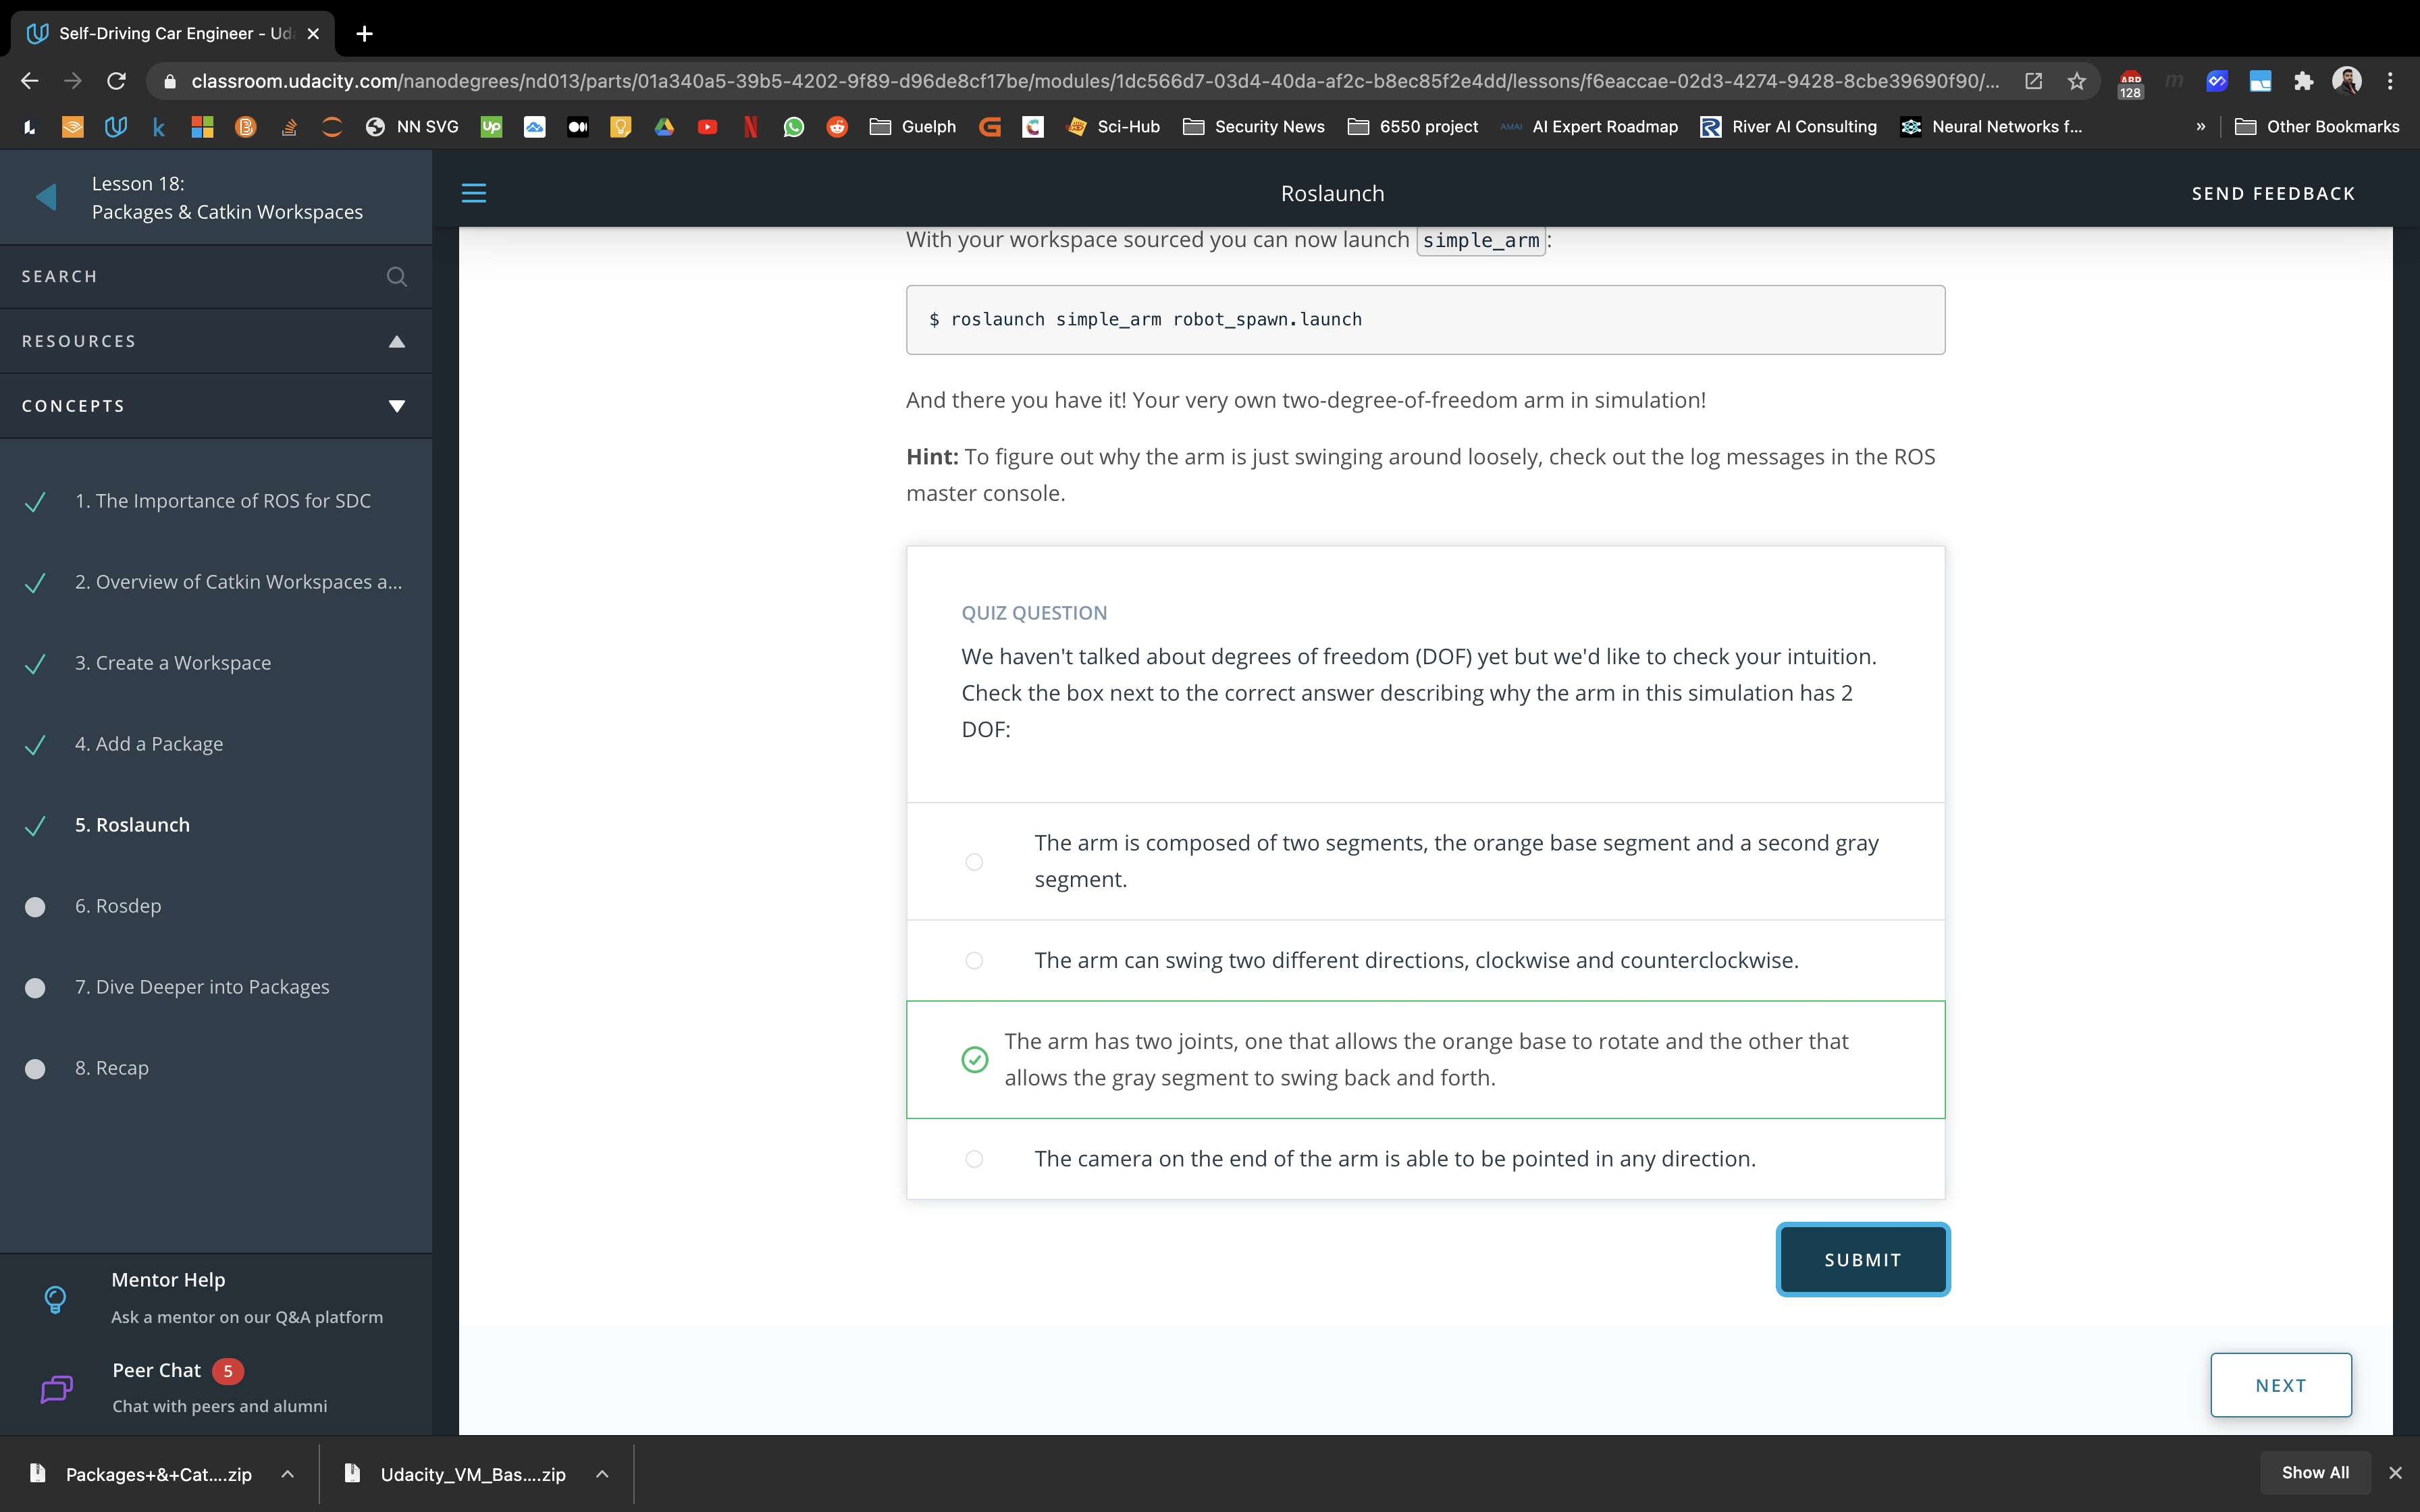 Self-Driving Car Engineer - Uda
classroom.udacity.com/nanodegrees/nd013/parts/01a340a5-39b5-4202-9f89-d96de8cf17be/modules/1dc566d7-03d4-40da-af2c-b8ec85f2e4dd/lessons/f6eaccae-02d3-4274-9428-8cbe39690f90/...
ABP
128
NN SVG
Up
Guelph
Sci-Hub
Security News
6550 project
AMAI
AI Expert Roadmap
River AI Consulting
Neural Networks f...
»
Other Bookmarks
Lesson 18:
Packages & Catkin Workspaces
SEARCH
RESOURCES
CONCEPTS
1. The Importance of ROS for SDC
2. Overview of Catkin Workspaces a...
3. Create a Workspace
4. Add a Package
5. Roslaunch
6. Rosdep
7. Dive Deeper into Packages
8. Recap
Mentor Help
Ask a mentor on our Q&A platform
Peer Chat 5
Chat with peers and alumni
Roslaunch
SEND FEEDBACK
With your workspace sourced you can now launch simple_arm:
$ roslaunch simple_arm robot_spawn.launch
And there you have it! Your very own two-degree-of-freedom arm in simulation!
Hint: To figure out why the arm is just swinging around loosely, check out the log messages in the ROS
master console.
QUIZ QUESTION
We haven't talked about degrees of freedom (DOF) yet but we'd like to check your intuition.
Check the box next to the correct answer describing why the arm in this simulation has 2
DOF:
The arm is composed of two segments, the orange base segment and a second gray
segment.
The arm can swing two different directions, clockwise and counterclockwise.
The arm has two joints, one that allows the orange base to rotate and the other that
allows the gray segment to swing back and forth.
The camera on the end of the arm is able to be pointed in any direction.
SUBMIT
NEXT
Packages+&+Cat....zip
Udacity_VM_Bas....zip
Show All